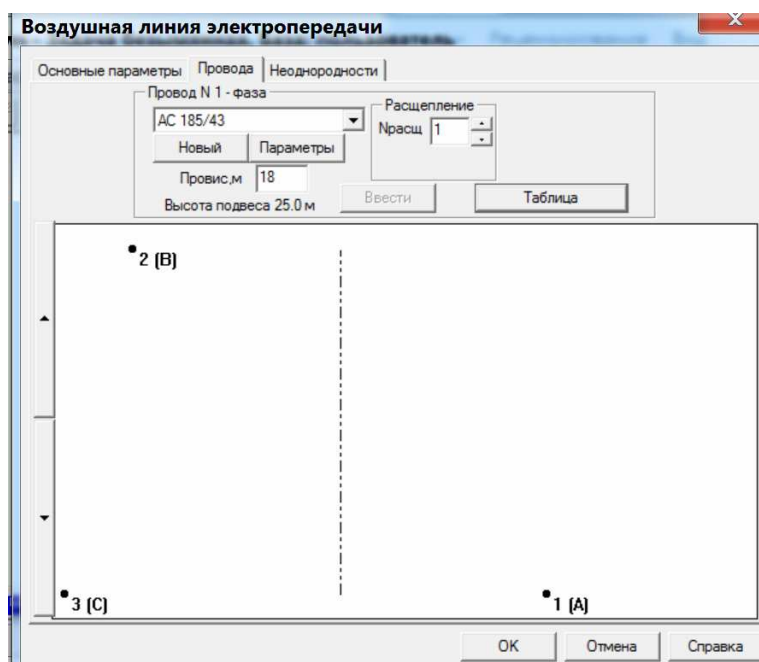 Воздушная линия электропередачи
Основные параметры Провода Неоднородности
Провод N 1 - фаза
Расщепление
АС 185/43
Nрасщ 1
Новый Параметры
Провис,м 18
Ввести Таблица
Высота подвеса 25.0 м
2 (B)
3 (C) 1 (A)
OK Отмена Справка